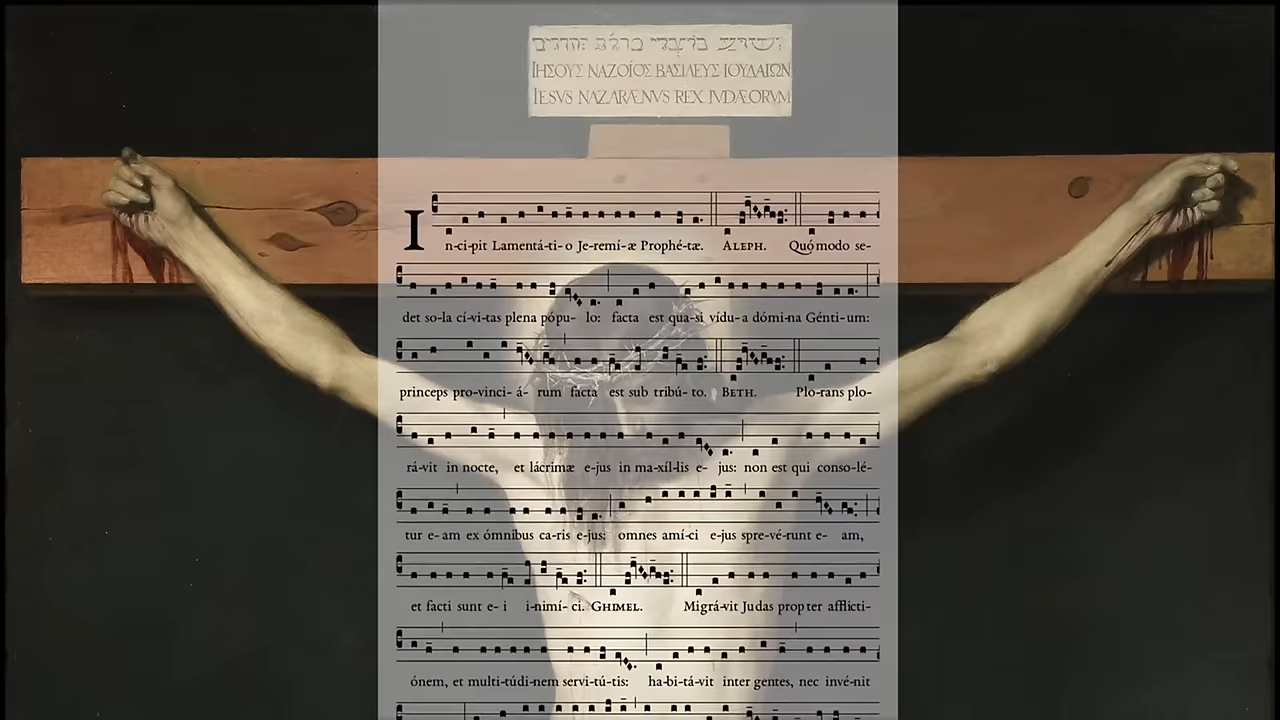 ΙΗΣΟΥΣ ΝΑΖΟΪΟΣ ΒΑΣΙΛΕΥΣ ΙΟΥΔΑΙΩΝ
IESVS NAZARÆNVS REX IVDÆORVM
In-ci-pit Lamentá-ti-o Je-remí-æ Prophé-tæ. ALEPH. Quómodo se-
det so-la cí-vi-tas plena pópu- lo: facta est qua-si vídu-a dómi-na Génti-um:
princeps pro-vinci- á- rum facta est sub tribú- to. BETH. Plo-rans plo-
rá-vit in nocte, et lácrimæ e-jus in ma-xíl-lis e- jus: non est qui conso-lé-
tur e-am ex ómnibus ca-ris e-jus: omnes amí-ci e-jus spre-vé-runt e- am,
et facti sunt e- i i-nimí- ci. GHIMEL. Migrá-vit Judas propter afflicti-
ónem, et multi-túdi-nem servi-tú-tis: ha-bi-tá-vit inter gentes, nec invé-nit